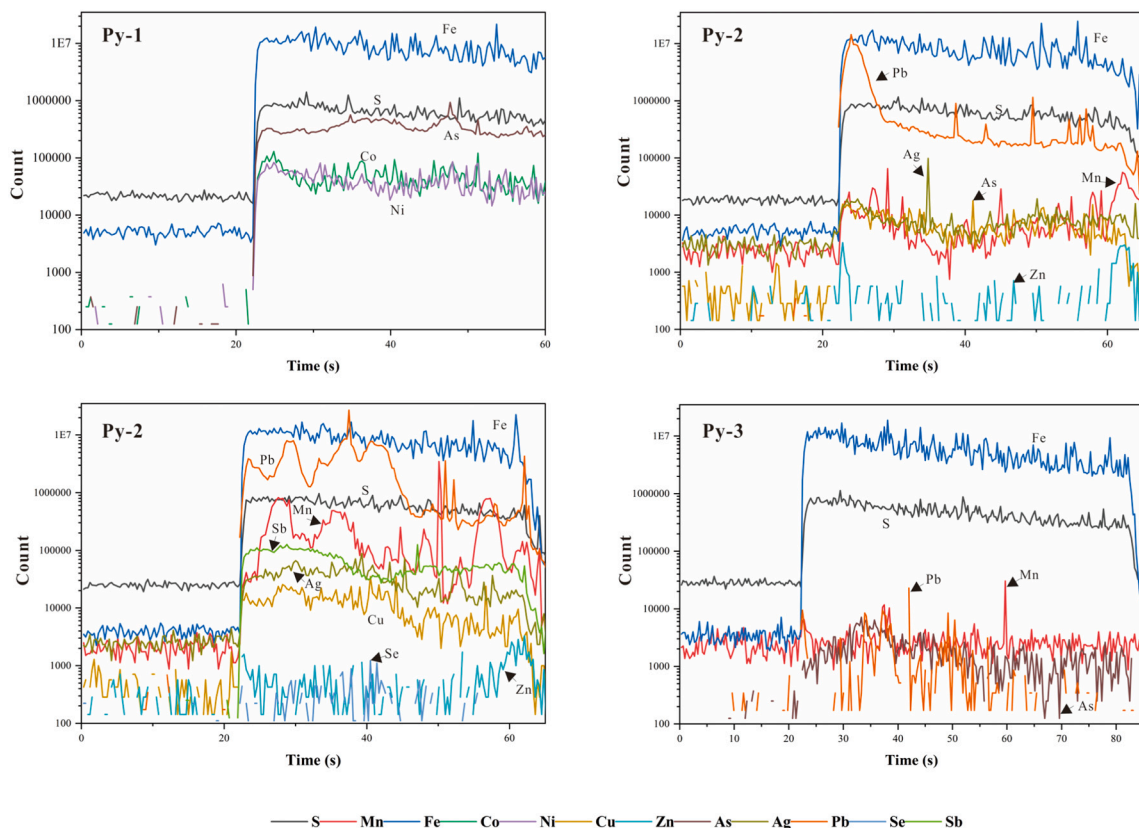 Py-1
Fe
S
As
Co
Ni
1E7
1000000
100000
10000
1000
100
Count
0 20 40 60
Time (s)
Py-2
Fe
Pb
S
Ag
As
Mn
Zn
1E7
1000000
100000
10000
1000
100
Count
0 20 40 60
Time (s)
Py-2
Fe
Pb
S
Mn
Sb
Ag
Cu
Se
Zn
1E7
1000000
100000
10000
1000
100
Count
0 20 40 60
Time (s)
Py-3
Fe
S
Pb
Mn
As
1E7
1000000
100000
10000
1000
100
Count
0 10 20 30 40 50 60 70 80
Time (s)
S Mn Fe Co Ni Cu Zn As Ag Pb Se Sb